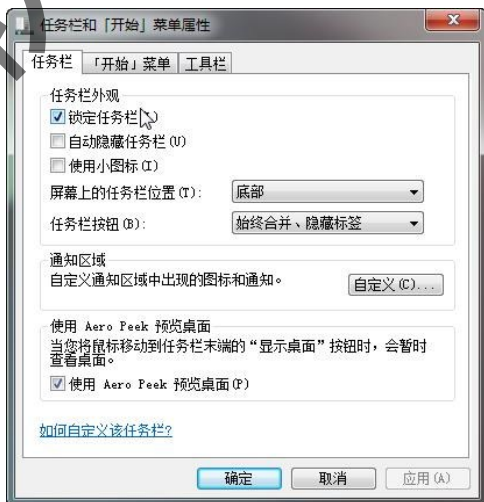 任务栏和「开始」菜单属性
任务栏 「开始」菜单 工具栏
任务栏外观
锁定任务栏
自动隐藏任务栏(U)
使用小图标(I)
屏幕上的任务栏位置(T): 底部
任务栏按钮(B): 始终合并、隐藏标签
通知区域
自定义通知区域中出现的图标和通知。
自定义(C)...
使用 Aero Peek 预览桌面
当您将鼠标移动到任务栏末端的“显示桌面”按钮时，会暂时
查看桌面。
使用 Aero Peek 预览桌面(P)
如何自定义该任务栏?
确定 取消 应用(A)